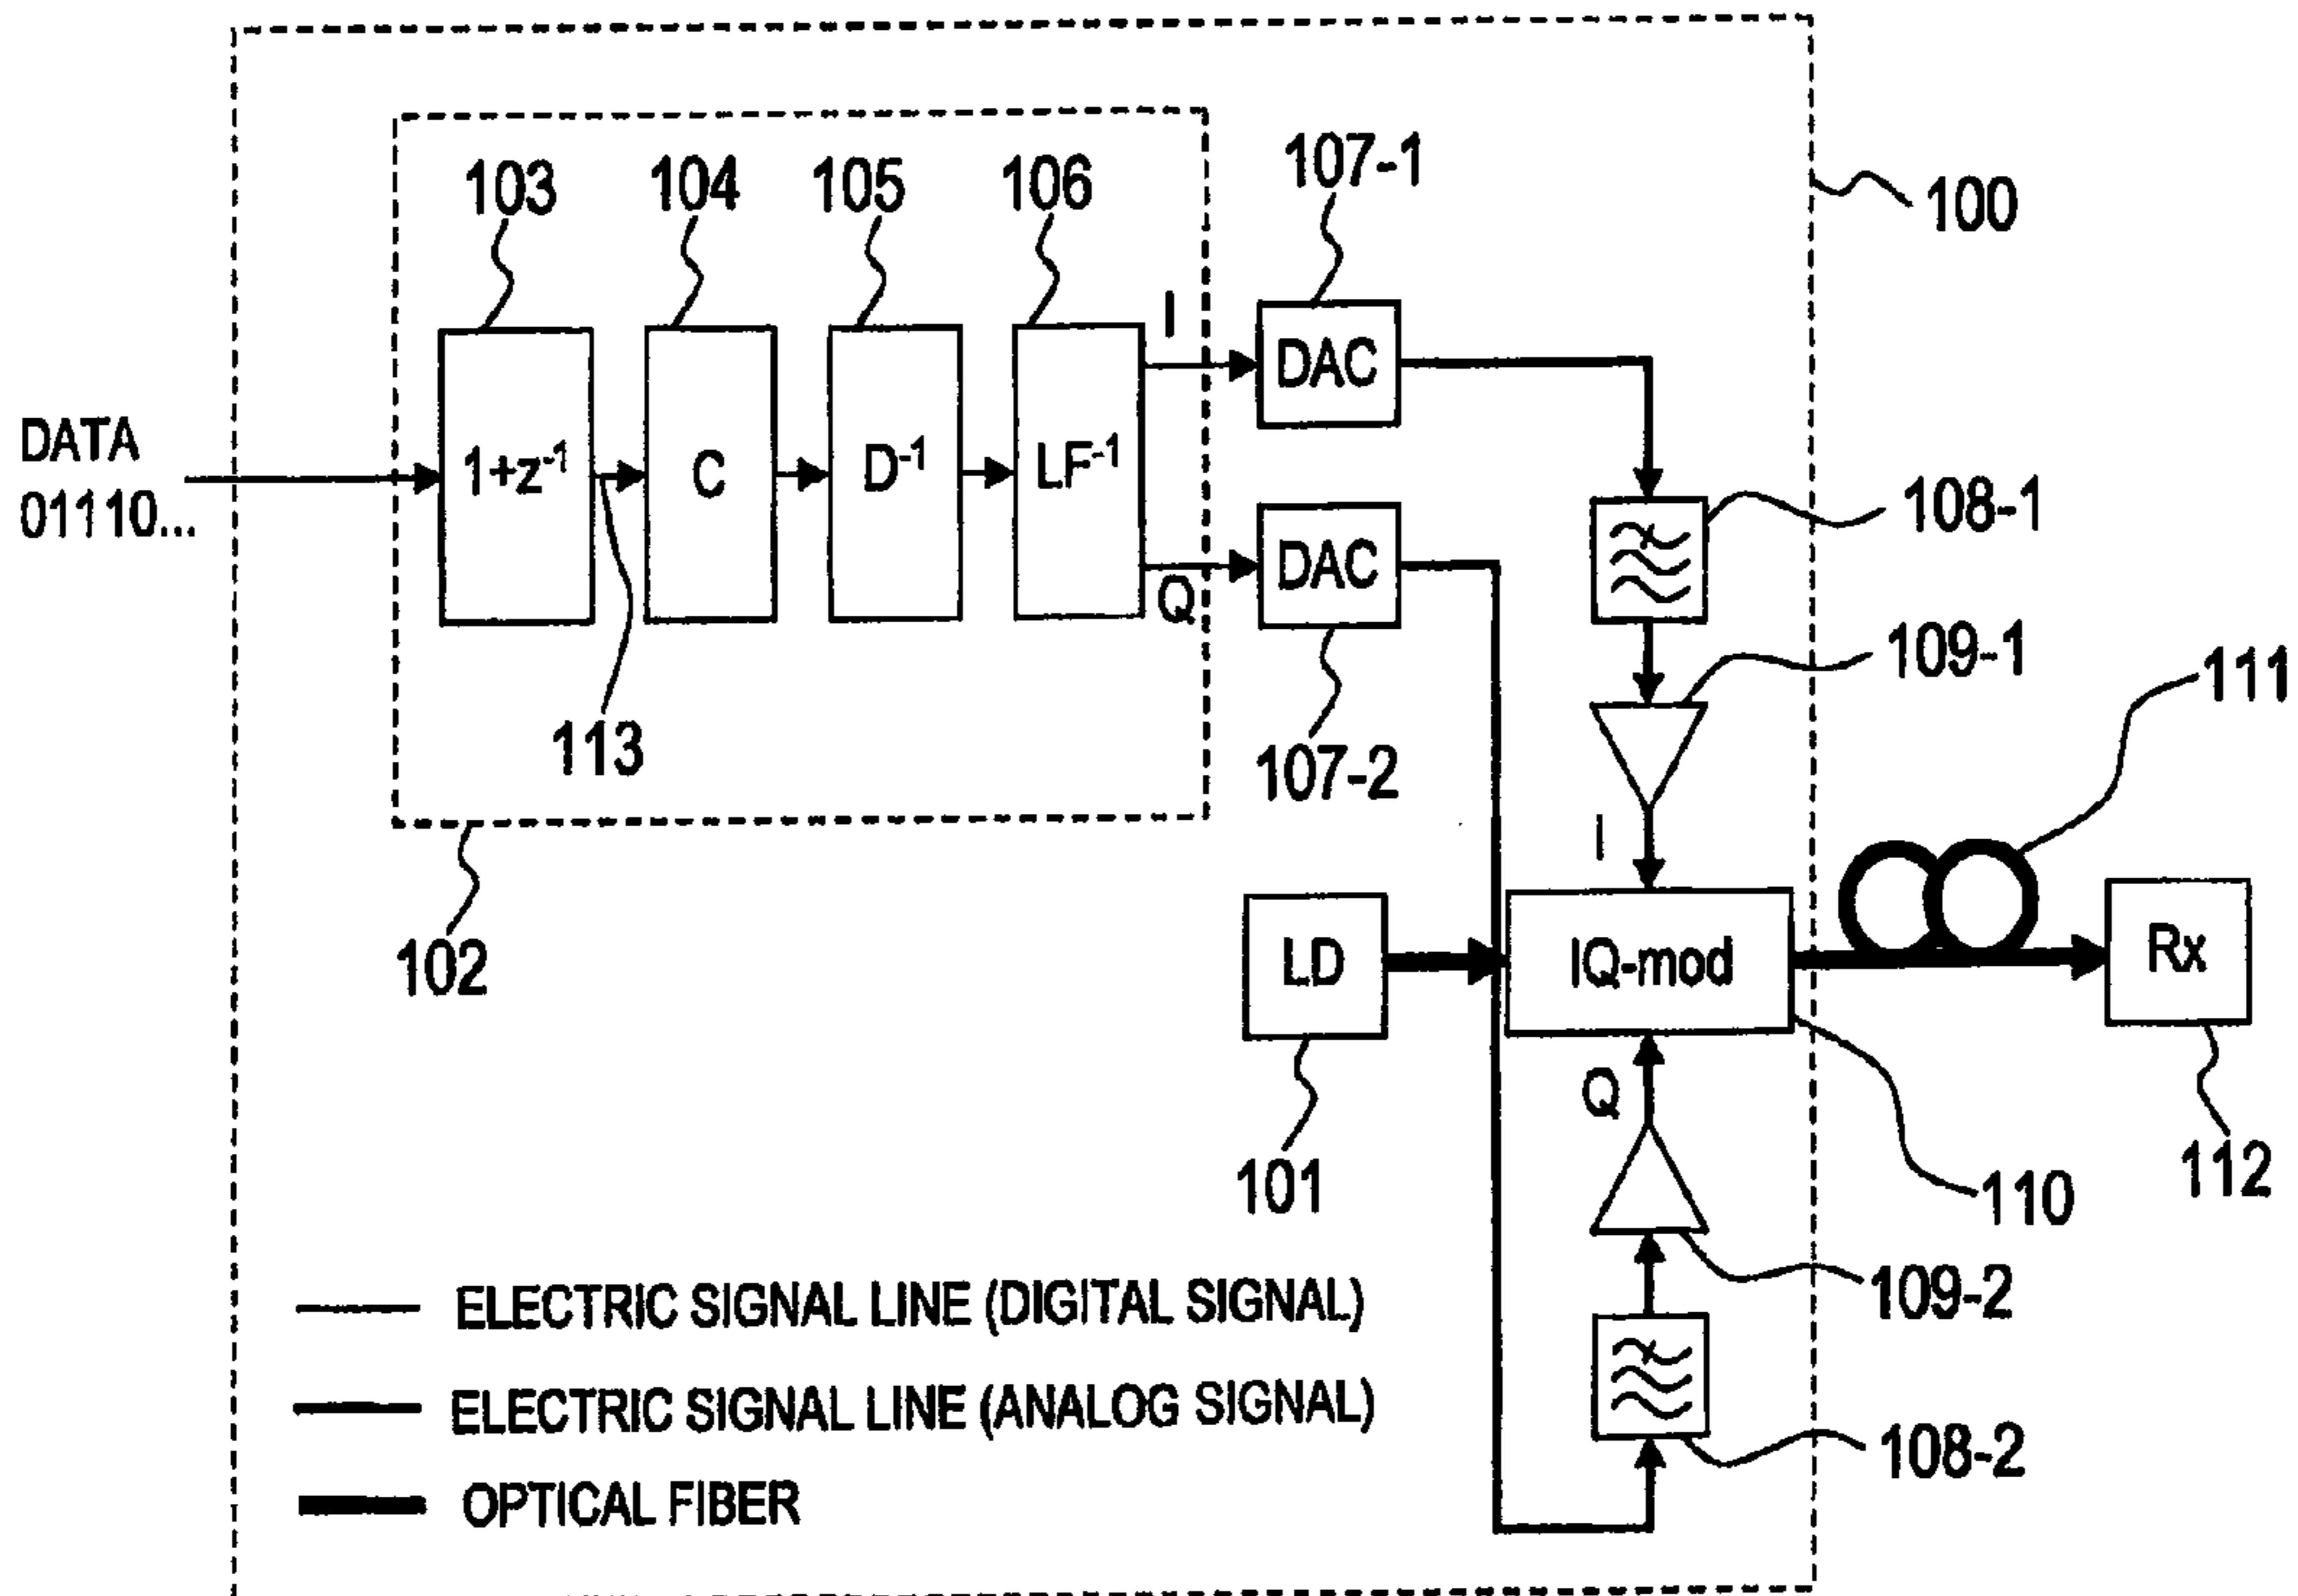 107-1
103
104
105
106
100
I
DAC
DATA
01110...
1+z⁻¹
C
D⁻¹
LF⁻¹
108-1
DAC
Q
109-1
111
113
107-2
I
102
LD
IQ-mod
Rx
Q
101
112
110
109-2
ELECTRIC SIGNAL LINE (DIGITAL SIGNAL)
ELECTRIC SIGNAL LINE (ANALOG SIGNAL)
108-2
OPTICAL FIBER